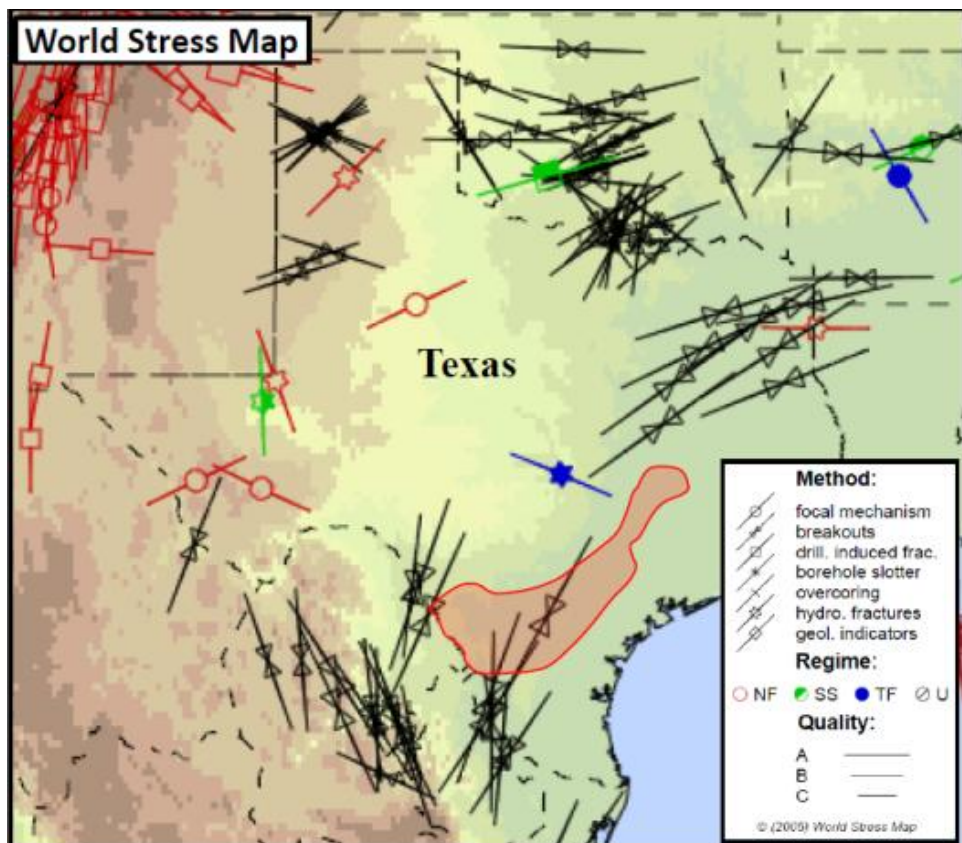 World Stress Map
Texas
Method:
focal mechanism
breakouts
drill. induced frac.
borehole slotter
overcoring
hydro. fractures
geol. indicators
Regime:
NF SS TF U
Quality:
A
B
C
© (2005) World Stress Map